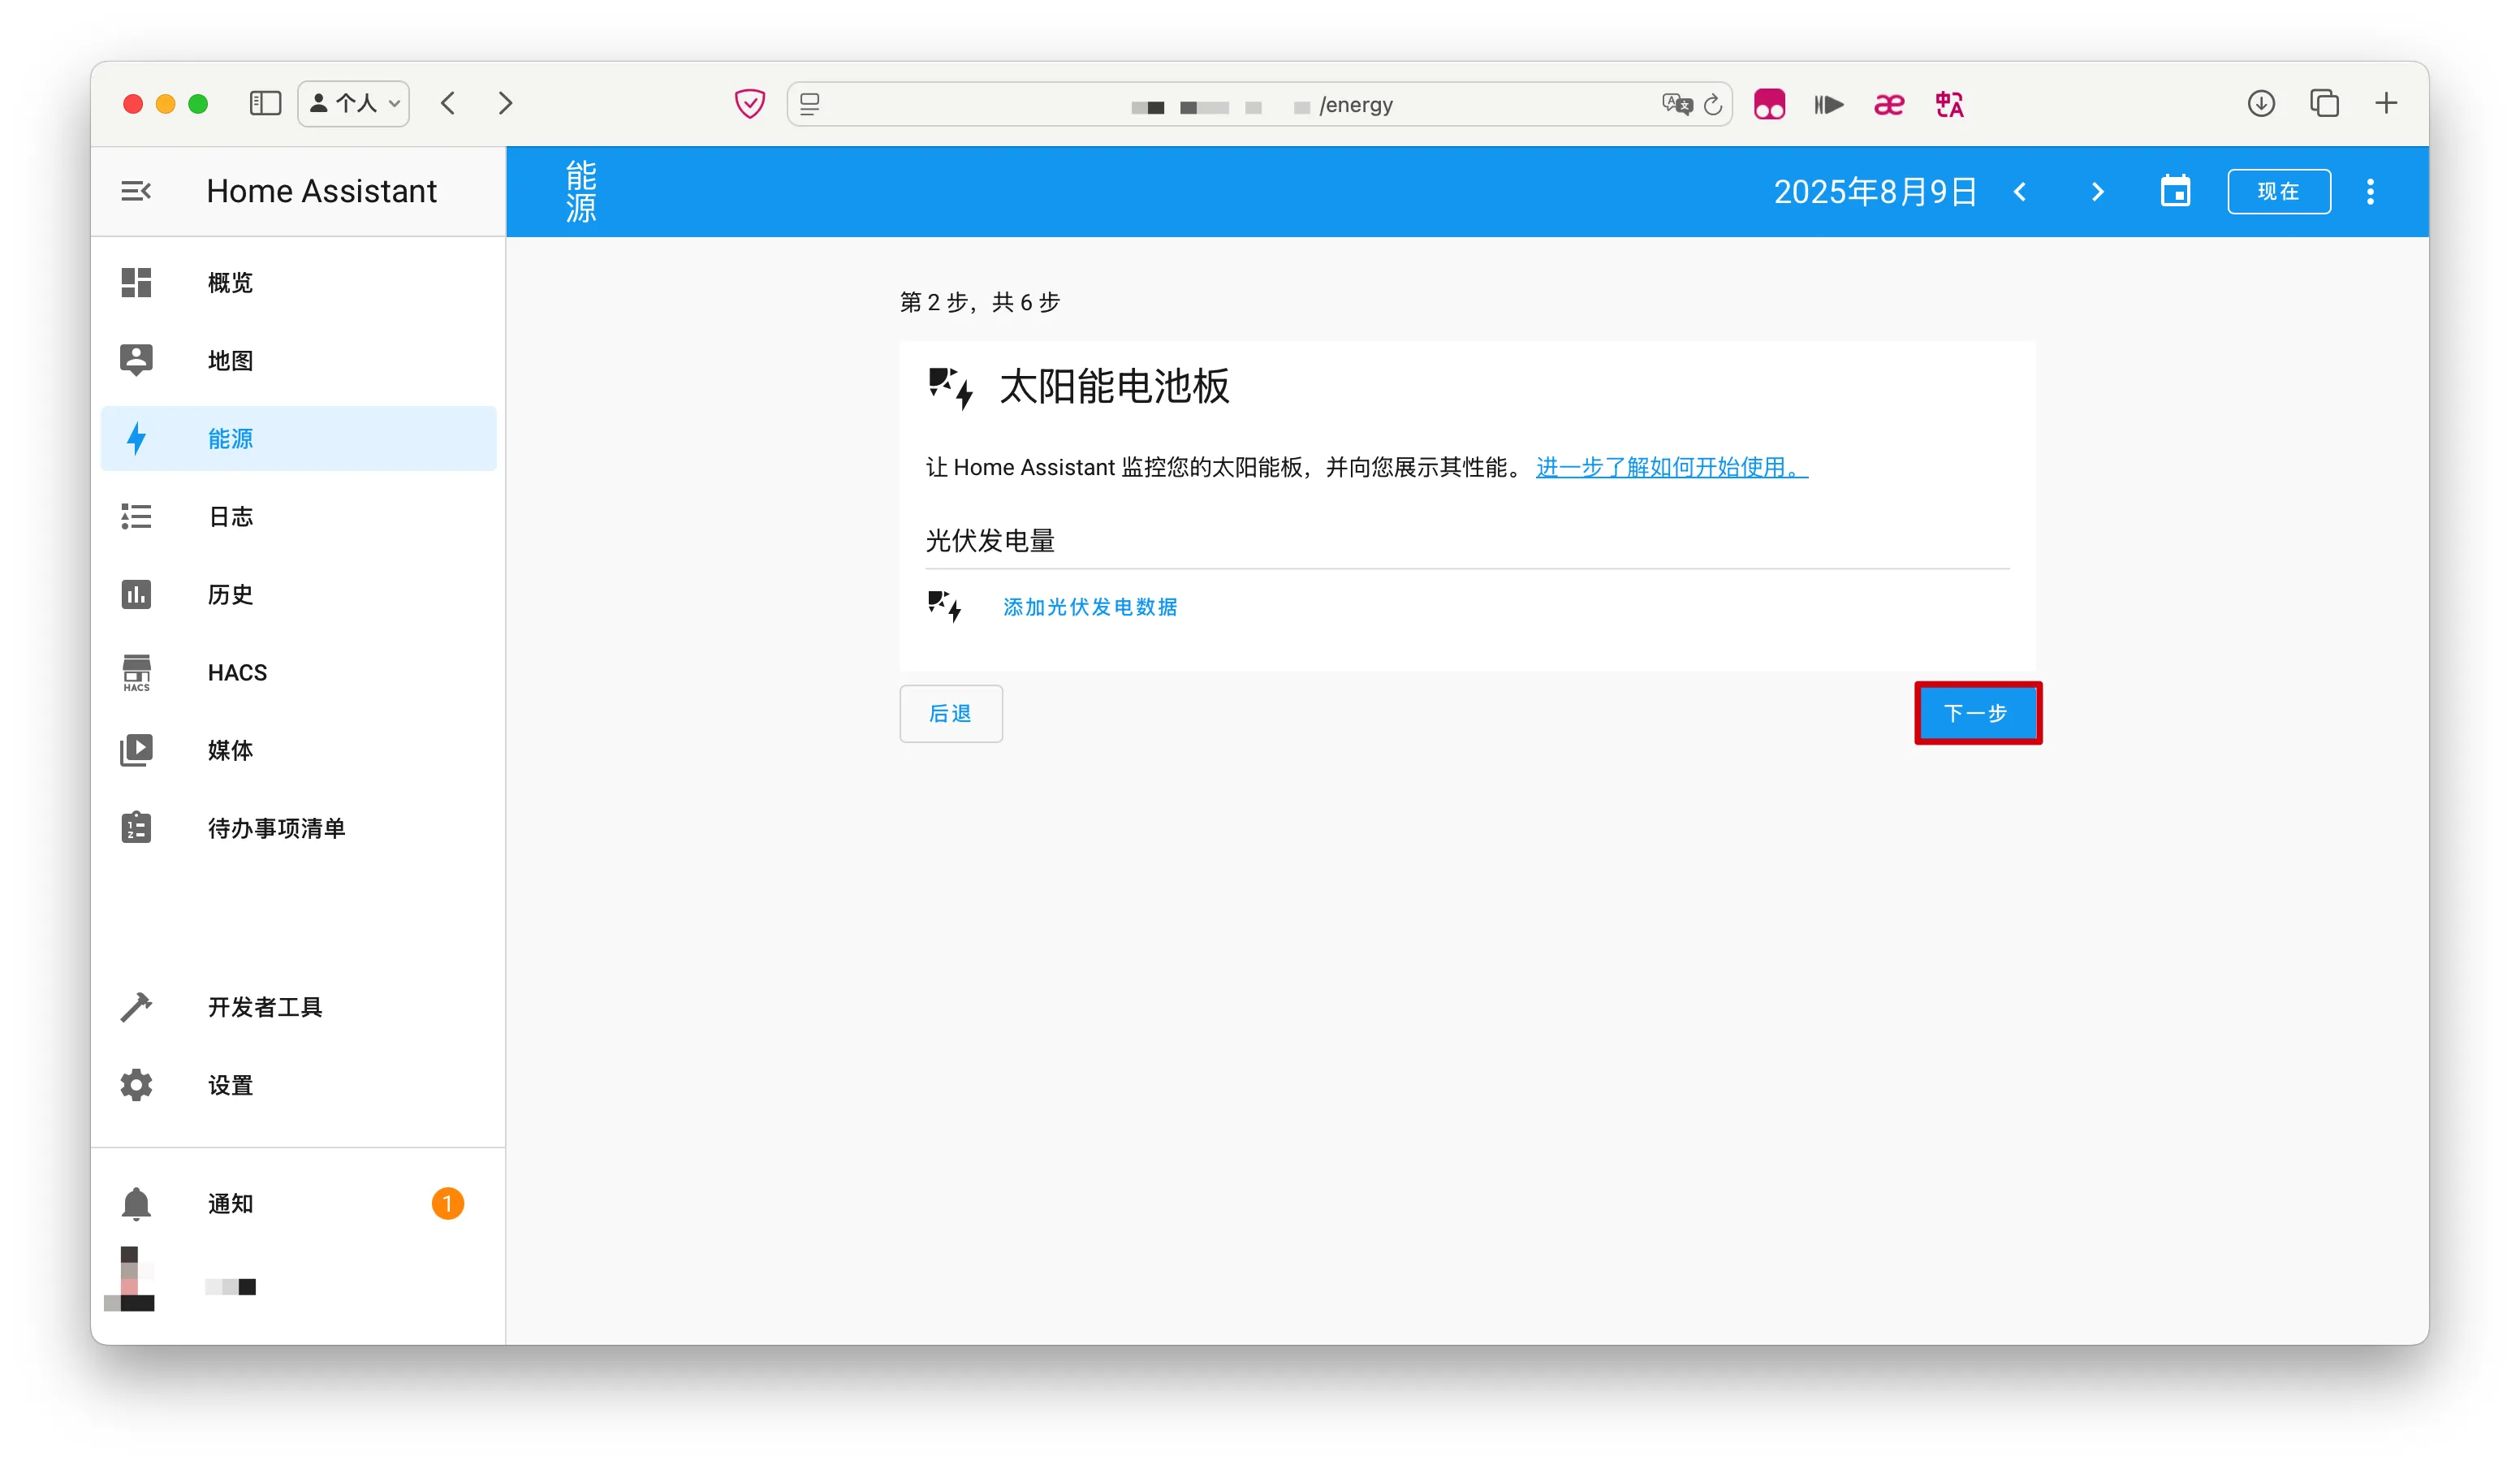 个人
/energy
Home Assistant
能源
2025年8月9日
现在
概览
地图
能源
日志
历史
HACS
HACS
媒体
待办事项清单
开发者工具
设置
通知
1
第 2 步，共 6 步
太阳能电池板
让 Home Assistant 监控您的太阳能板，并向您展示其性能。 进一步了解如何开始使用。
光伏发电量
添加光伏发电数据
后退
下一步